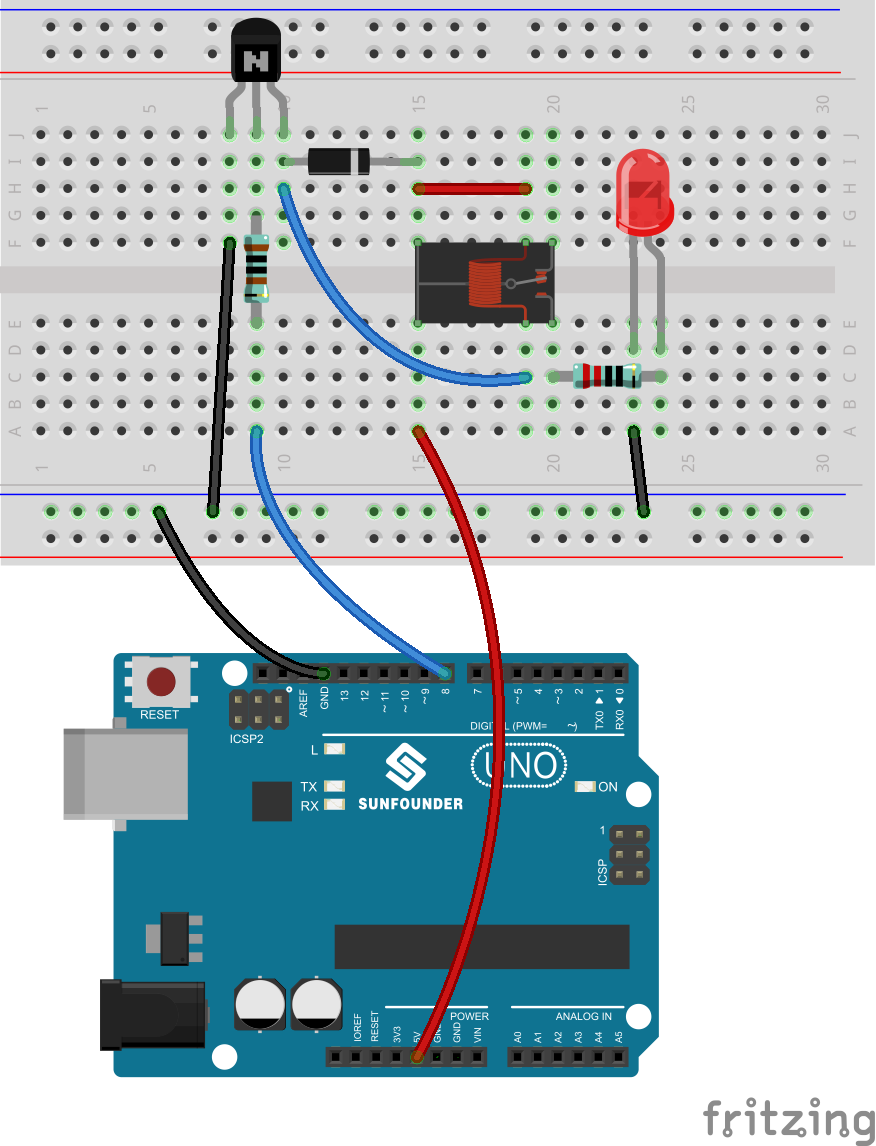 N
1 5 10 15 20 25 30
J J
I I
H H
G G
F F
E E
D D
C C
B B
A A
1 5 10 15 20 25 30
RESET
ICSP2
AREF GND 13 12 ~11 ~10 ~9 8 7 ~5 4 ~3 2 TX0 1 RX0 0
DIGITAL (PWM= ~)
L
TX
RX
SUNFOUNDER
UNO
ON
1
ICSP
POWER ANALOG IN
IOREF RESET 3V3 5V GND GND VIN A0 A1 A2 A3 A4 A5
fritzing